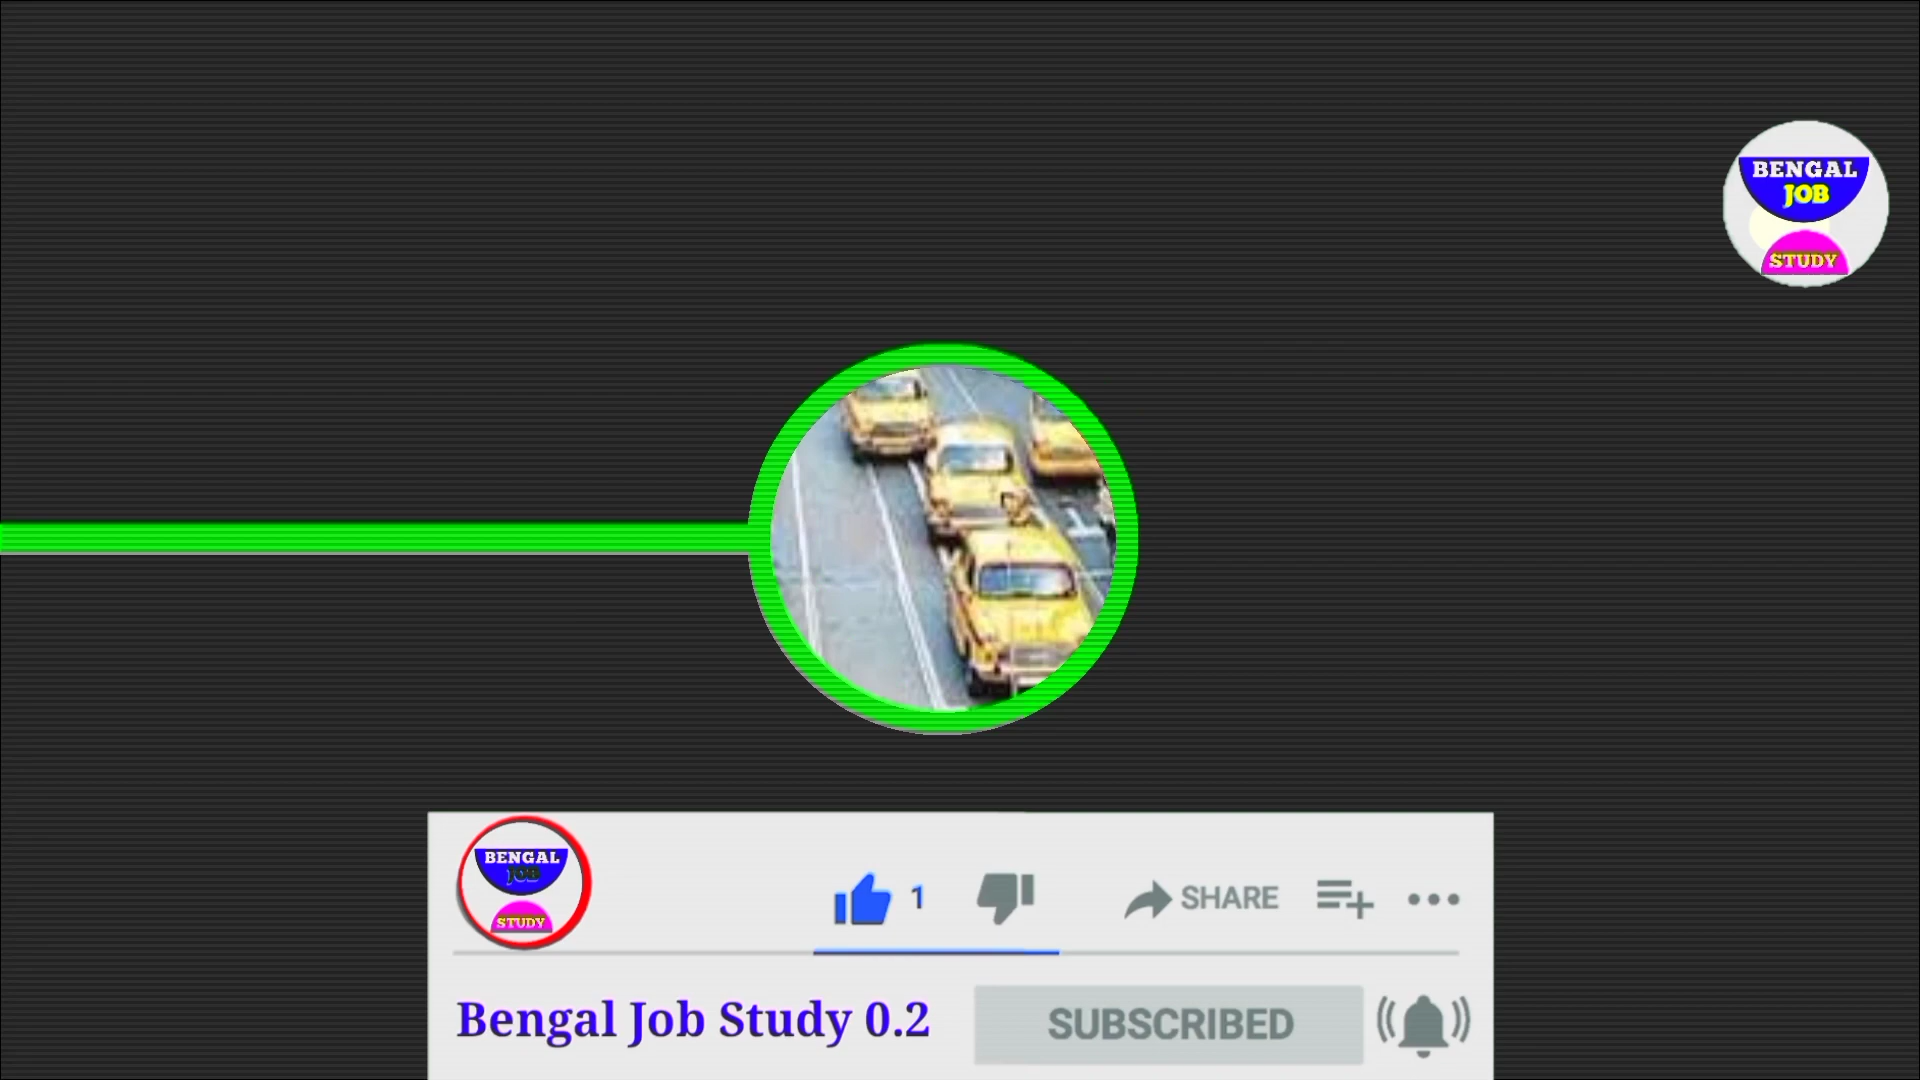 BENGAL
JOB
STUDY
BENGAL
JOB
STUDY
1
SHARE
Bengal Job Study 0.2
SUBSCRIBED